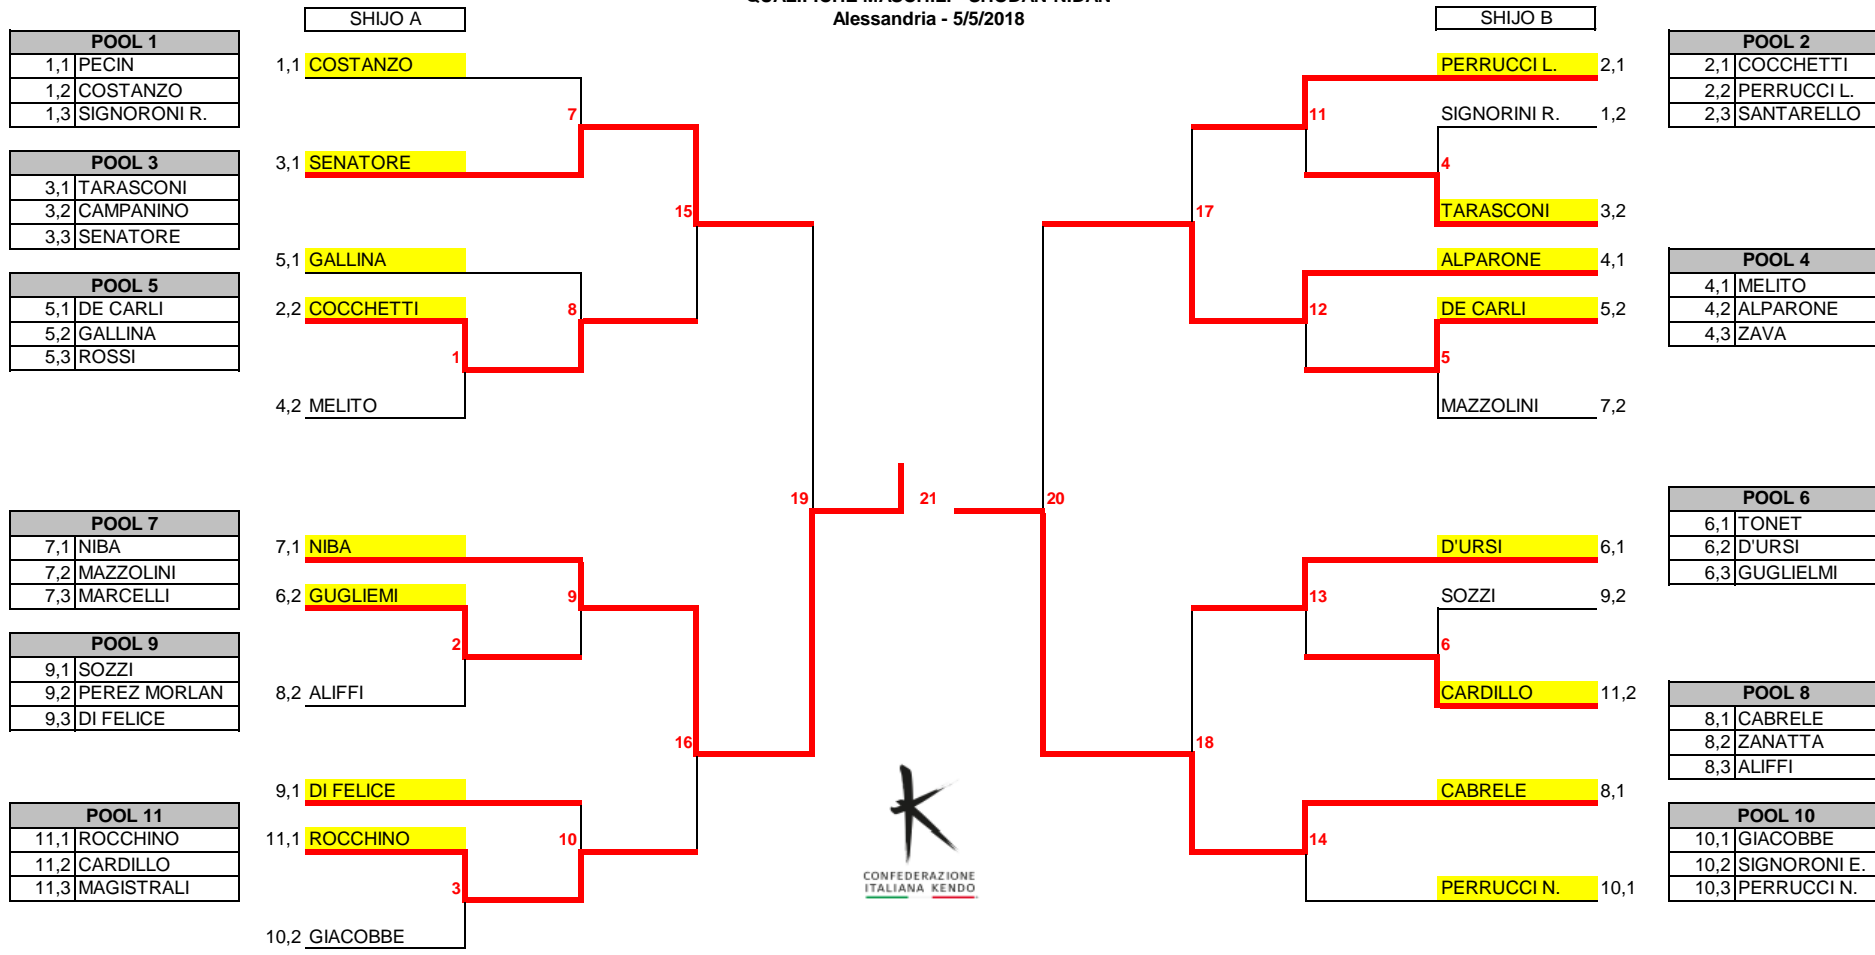 SHIJO A
Alessandria - 5/5/2018
SHIJO B
POOL 1
1,1 PECIN
1,2 COSTANZO
1,3 SIGNORONI R.
POOL 3
3,1 TARASCONI
3,2 CAMPANINO
3,3 SENATORE
POOL 5
5,1 DE CARLI
5,2 GALLINA
5,3 ROSSI
POOL 7
7,1 NIBA
7,2 MAZZOLINI
7,3 MARCELLI
POOL 9
9,1 SOZZI
9,2 PEREZ MORLAN
9,3 DI FELICE
POOL 11
11,1 ROCCHINO
11,2 CARDILLO
11,3 MAGISTRALI
1,1 COSTANZO
7
3,1 SENATORE
15
5,1 GALLINA
2,2 COCCHETTI
8
1
4,2 MELITO
19
7,1 NIBA
6,2 GUGLIEMI
9
2
8,2 ALIFFI
16
9,1 DI FELICE
11,1 ROCCHINO
10
3
10,2 GIACOBBE
21
CONFEDERAZIONE
ITALIANA KENDO
PERRUCCI L. 2,1
11
SIGNORINI R. 1,2
4
17
TARASCONI 3,2
ALPARONE 4,1
12
DE CARLI 5,2
5
MAZZOLINI 7,2
20
D'URSI 6,1
13
SOZZI 9,2
6
CARDILLO 11,2
18
CABRELE 8,1
14
PERRUCCI N. 10,1
POOL 2
2,1 COCCHETTI
2,2 PERRUCCI L.
2,3 SANTARELLO
POOL 4
4,1 MELITO
4,2 ALPARONE
4,3 ZAVA
POOL 6
6,1 TONET
6,2 D'URSI
6,3 GUGLIELMI
POOL 8
8,1 CABRELE
8,2 ZANATTA
8,3 ALIFFI
POOL 10
10,1 GIACOBBE
10,2 SIGNORONI E.
10,3 PERRUCCI N.